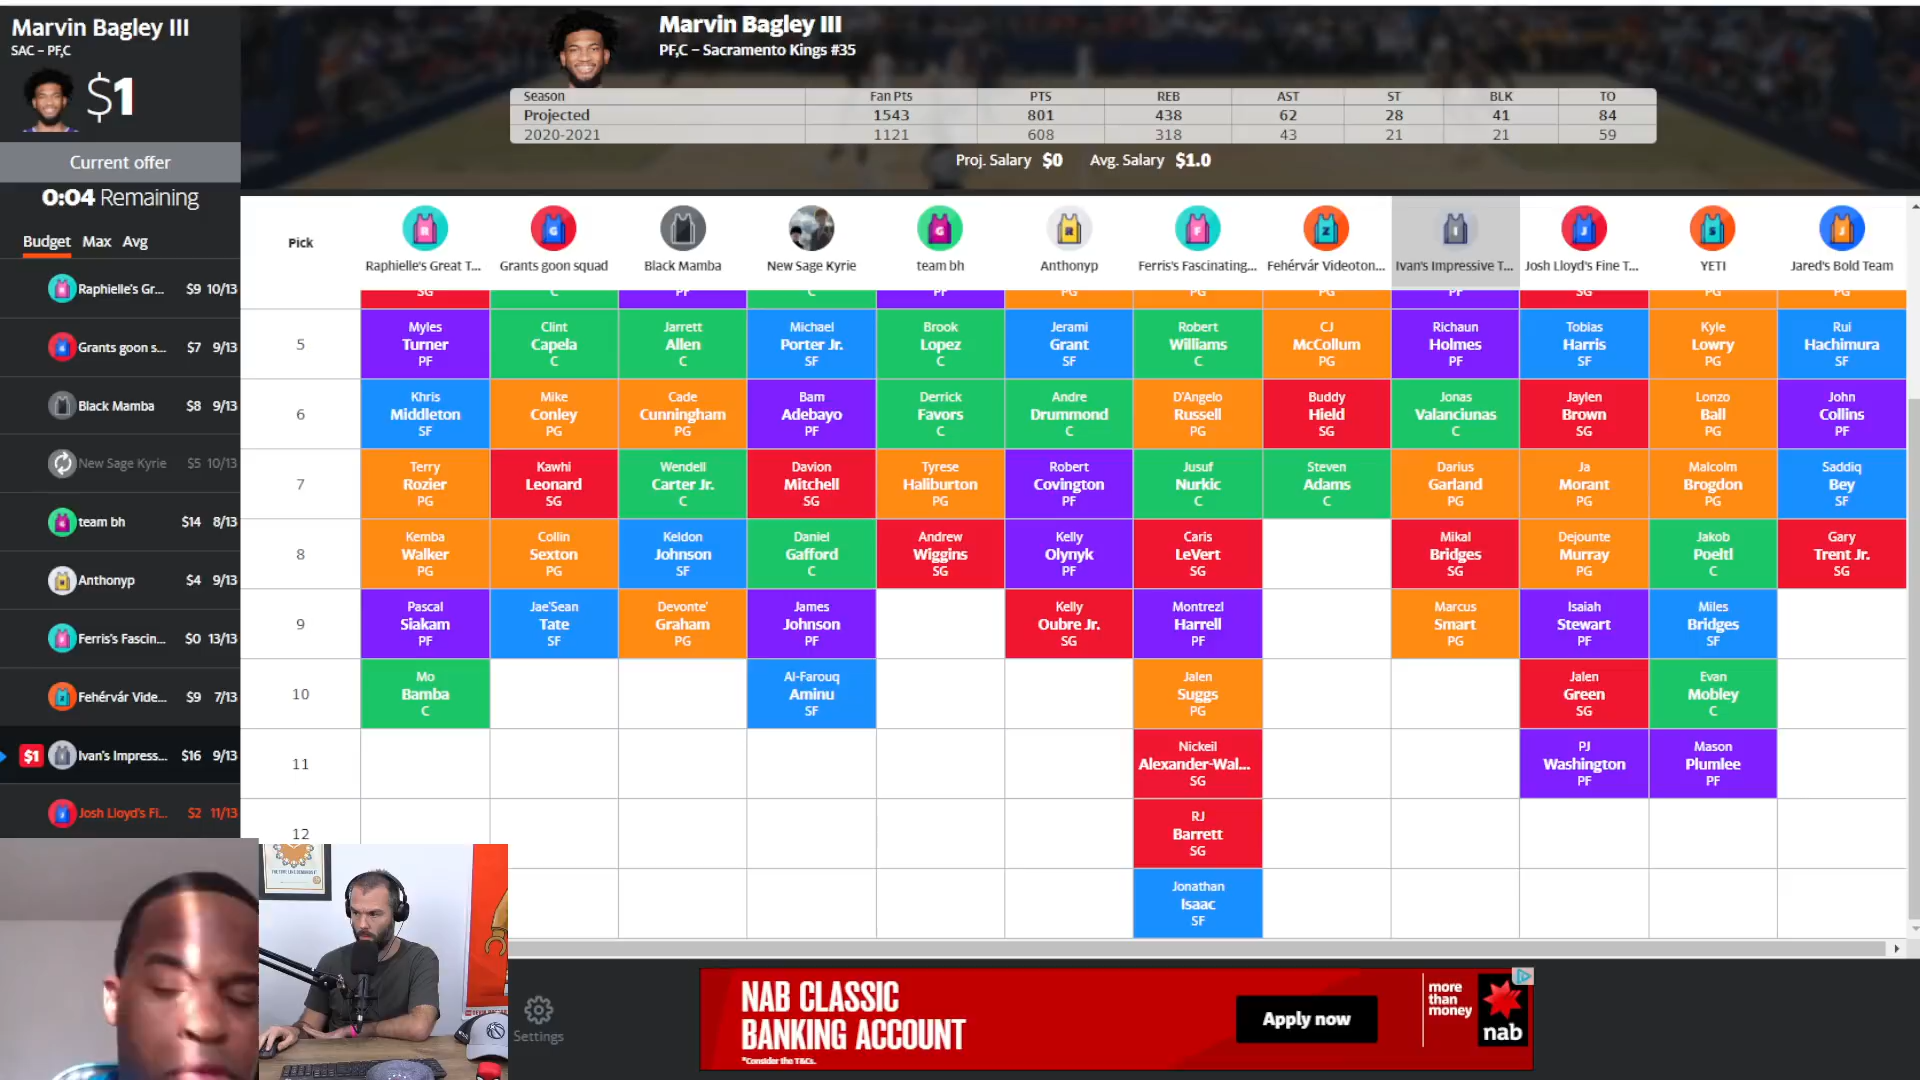 Marvin Bagley III
SAC – PF,C
$1
Current offer
0:04 Remaining
Budget Max Avg
Raphielle's Gr... $9 10/13
Grants goon s... $7 9/13
Black Mamba $8 9/13
New Sage Kyrie $5 10/13
team bh $14 8/13
Anthonyp $4 9/13
Ferris's Fascin... $0 13/13
Fehérvár Vide... $9 7/13
$1 Ivan's Impress... $16 9/13
Josh Lloyd's Fi... $2 11/13
Marvin Bagley III
PF,C – Sacramento Kings #35
Season Fan Pts PTS REB AST ST BLK TO
Projected 1543 801 438 62 28 41 84
2020-2021 1121 608 318 43 21 21 59
Proj. Salary $0 Avg. Salary $1.0
Pick
R G G R F Z I J S J
Raphielle's Great T... Grants goon squad Black Mamba New Sage Kyrie team bh Anthonyp Ferris's Fascinating... Fehérvár Videoton... Ivan's Impressive T... Josh Lloyd's Fine T... YETI Jared's Bold Team
SG C PF C PF PG PG PG PF SG PG PG
Myles Clint Jarrett Michael Brook Jerami Robert CJ Richaun Tobias Kyle Rui
5 Turner Capela Allen Porter Jr. Lopez Grant Williams McCollum Holmes Harris Lowry Hachimura
PF C C SF C SF C PG PF SF PG SF
Khris Mike Cade Bam Derrick Andre D'Angelo Buddy Jonas Jaylen Lonzo John
6 Middleton Conley Cunningham Adebayo Favors Drummond Russell Hield Valanciunas Brown Ball Collins
SF PG PG PF C C PG SG C SG PG PF
Terry Kawhi Wendell Davion Tyrese Robert Jusuf Steven Darius Ja Malcolm Saddiq
7 Rozier Leonard Carter Jr. Mitchell Haliburton Covington Nurkic Adams Garland Morant Brogdon Bey
PG SG C SG PG PF C C PG PG PG SF
Kemba Collin Keldon Daniel Andrew Kelly Caris Mikal Dejounte Jakob Gary
8 Walker Sexton Johnson Gafford Wiggins Olynyk LeVert Bridges Murray Poeltl Trent Jr.
PG PG SF C SG PF SG SG PG C SG
Pascal Jae'Sean Devonte' James Kelly Montrezl Marcus Isaiah Miles
9 Siakam Tate Graham Johnson Oubre Jr. Harrell Smart Stewart Bridges
PF SF PG PF SG PF PG PF SF
Mo Al-Farouq Jalen Jalen Evan
10 Bamba Aminu Suggs Green Mobley
C SF PG SG C
Nickeil PJ Mason
11 Alexander-Wal... Washington Plumlee
SG PF PF
RJ
12 Barrett
SG
Jonathan
Isaac
SF
Settings
NAB CLASSIC
BANKING ACCOUNT
*Consider the T&Cs.
Apply now
more
than
money
nab